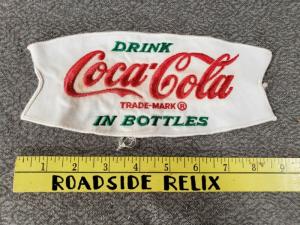 DRINK
Coca-Cola
TRADE-MARK ®
IN BOTTLES
1 2 3 4 5 6 7 8 9
ROADSIDE RELIX